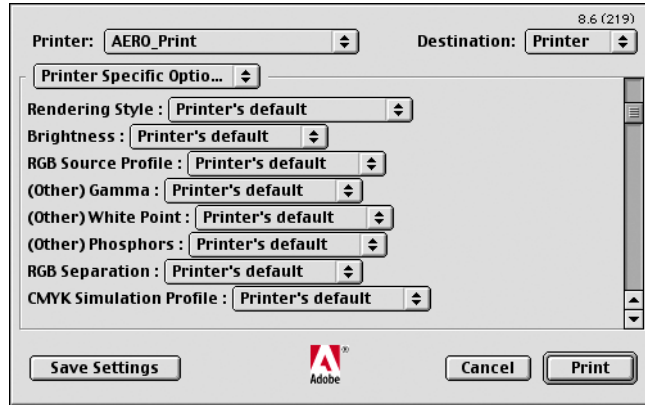 8.6 (219)
Printer: AERO_Print Destination: Printer
Printer Specific Optio...
Rendering Style : Printer's default
Brightness : Printer's default
RGB Source Profile : Printer's default
(Other) Gamma : Printer's default
(Other) White Point : Printer's default
(Other) Phosphors : Printer's default
RGB Separation : Printer's default
CMYK Simulation Profile : Printer's default
Save Settings Adobe® Cancel Print